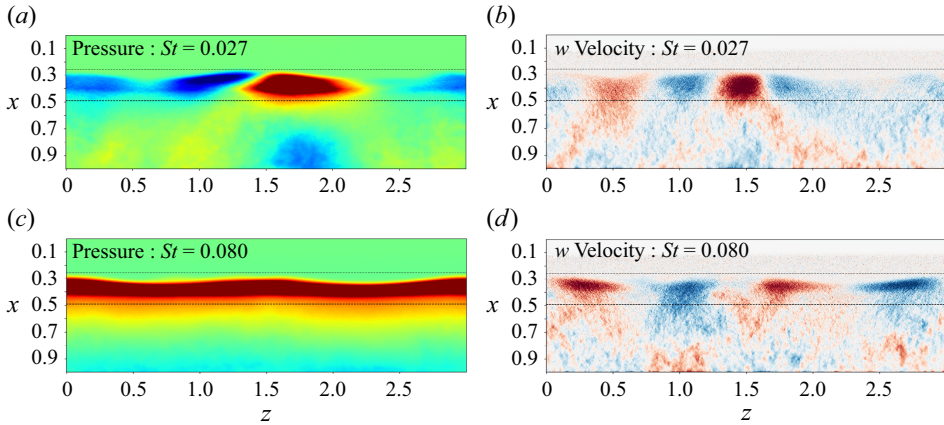 (a)
(b)
Pressure : St = 0.027
w Velocity : St = 0.027
0.1
0.3
0.5
0.7
0.9
x
0 0.5 1.0 1.5 2.0 2.5
0.1
0.3
0.5
0.7
0.9
x
0 0.5 1.0 1.5 2.0 2.5
(c)
(d)
Pressure : St = 0.080
w Velocity : St = 0.080
0.1
0.3
0.5
0.7
0.9
x
0 0.5 1.0 1.5 2.0 2.5
z
0.1
0.3
0.5
0.7
0.9
x
0 0.5 1.0 1.5 2.0 2.5
z